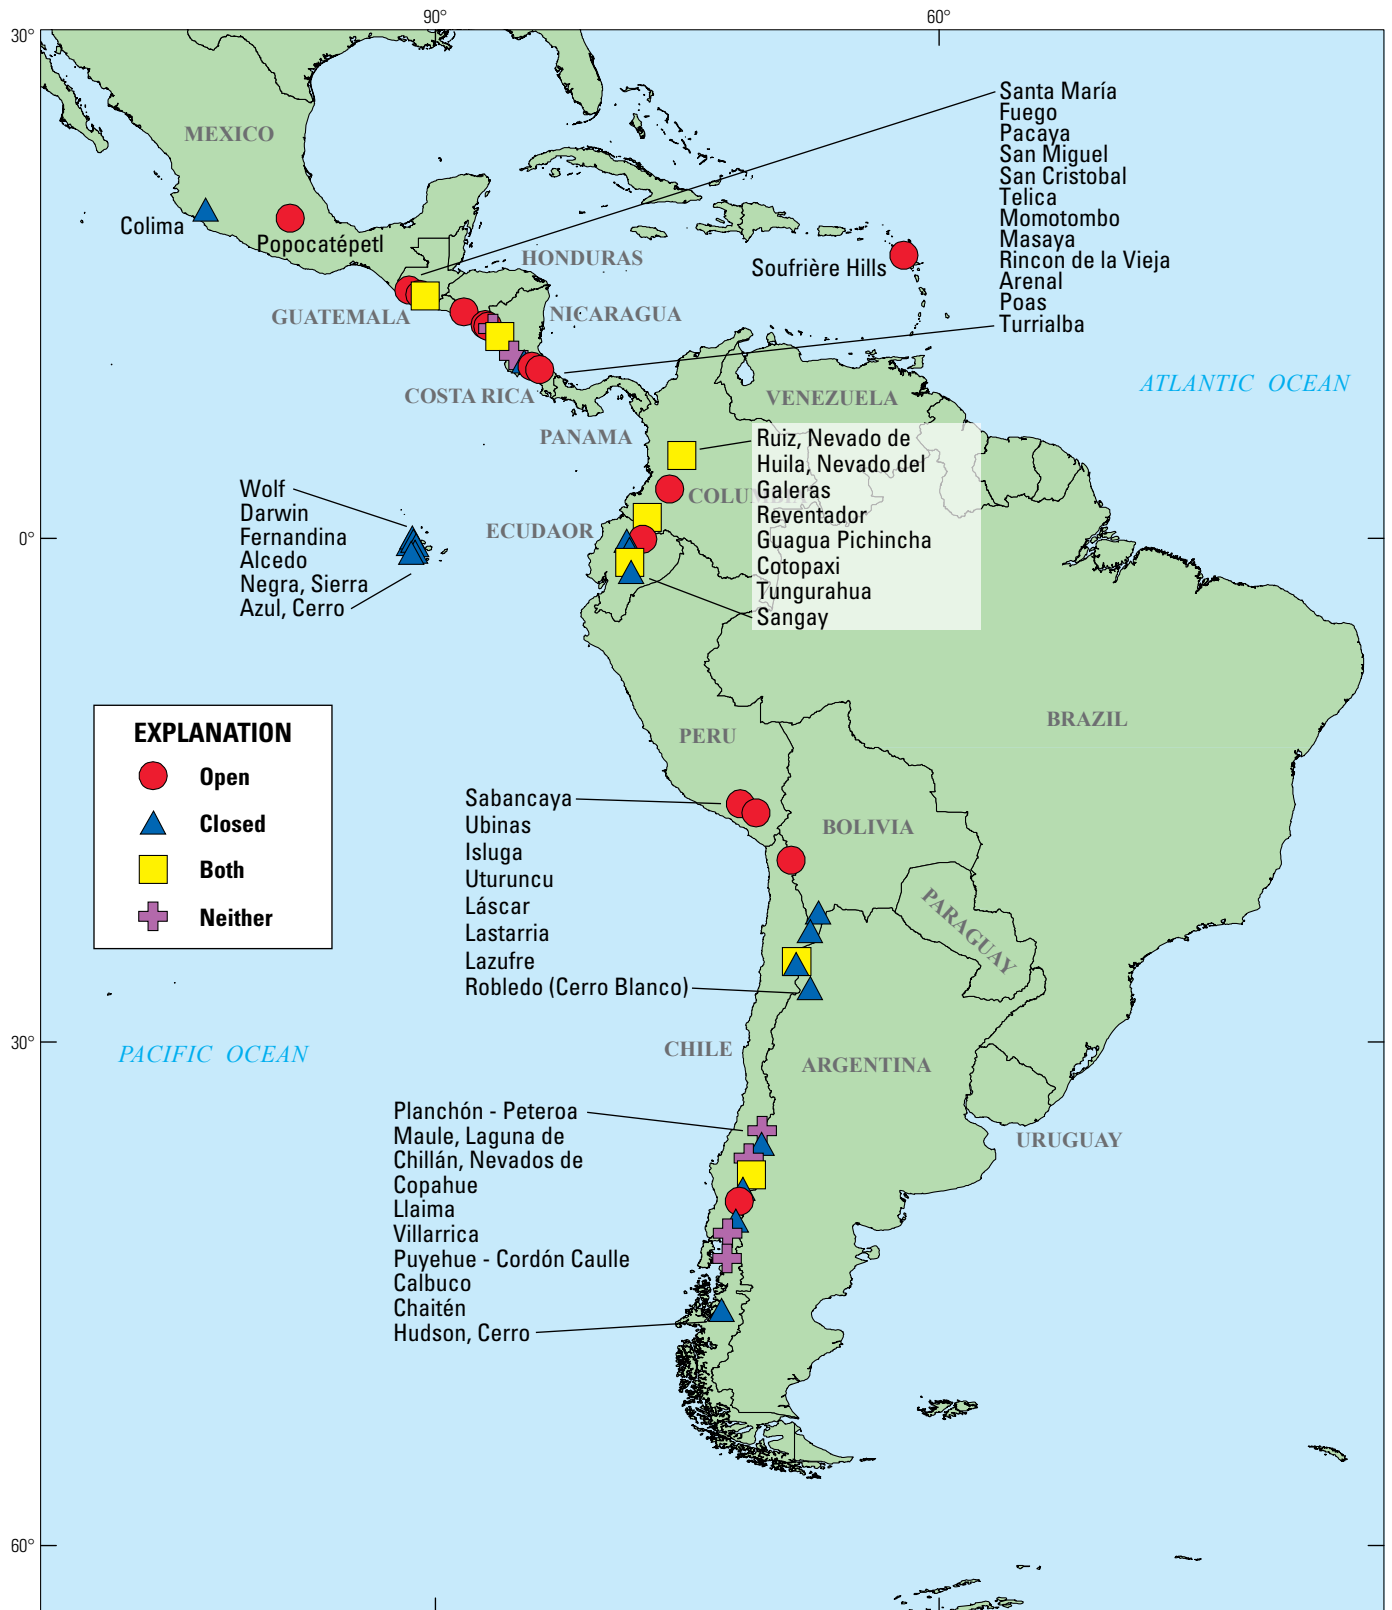 90°
60°
30°
Santa María
Fuego
Pacaya
San Miguel
San Cristobal
Telica
Momotombo
Masaya
Rincon de la Vieja
Arenal
Poas
Turrialba
MEXICO
Colima
Popocatépetl
HONDURAS
Soufrière Hills
GUATEMALA
NICARAGUA
COSTA RICA
ATLANTIC OCEAN
VENEZUELA
PANAMA
Ruiz, Nevado de
Huila, Nevado del
Galeras
Reventador
Guagua Pichincha
Cotopaxi
Tungurahua
Sangay
COLUMBIA
ECUDAOR
Wolf
Darwin
Fernandina
Alcedo
Negra, Sierra
Azul, Cerro
0°
EXPLANATION
Open
Closed
Both
Neither
BRAZIL
PERU
BOLIVIA
PARAGUAY
Sabancaya
Ubinas
Isluga
Uturuncu
Láscar
Lastarria
Lazufre
Robledo (Cerro Blanco)
30°
PACIFIC OCEAN
CHILE
ARGENTINA
URUGUAY
Planchón - Peteroa
Maule, Laguna de
Chillán, Nevados de
Copahue
Llaima
Villarrica
Puyehue - Cordón Caulle
Calbuco
Chaitén
Hudson, Cerro
60°